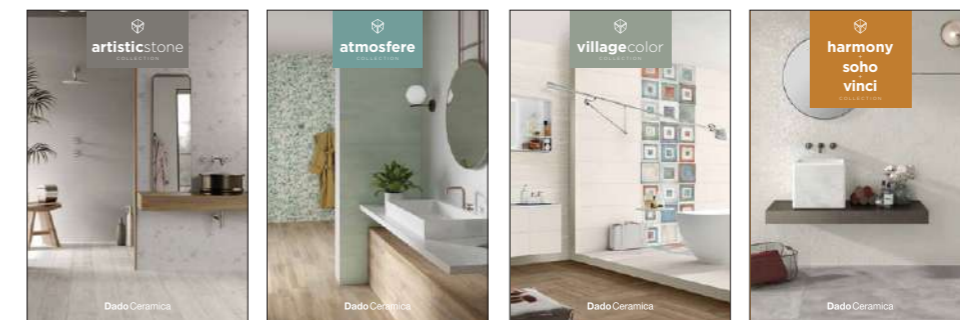 artisticstone
COLLECTION
atmosfere
COLLECTION
villagecolor
COLLECTION
harmony
soho
vinci
COLLECTION
DadoCeramica
DadoCeramica
DadoCeramica
DadoCeramica